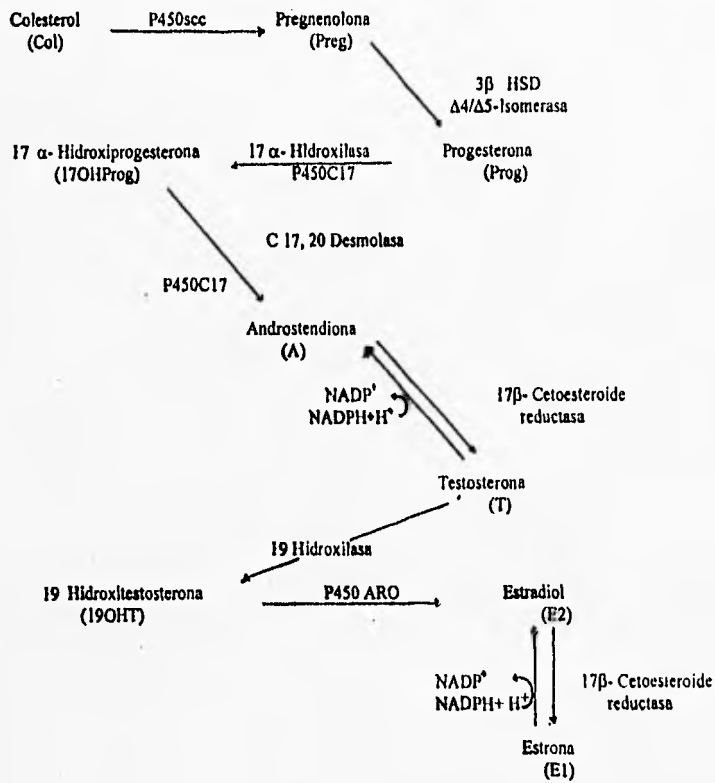 Colesterol
(Col)
P450scc
Pregnenolona
(Preg)
3β HSD
Δ4/Δ5-Isomerasa
17 α- Hidroxiprogesterona
(17OHProg)
17 α- Hidroxilasa
P450C17
Progesterona
(Prog)
C 17, 20 Desmolasa
P450C17
Androstendiona
(A)
NADP⁺
NADPH+H⁺
17β- Cetoesteroide
reductasa
Testosterona
(T)
19 Hidroxilasa
19 Hidroxitestosterona
(19OHT)
P450 ARO
Estradiol
(E2)
NADP⁺
NADPH+ H⁺
17β- Cetoesteroide
reductasa
Estrona
(E1)